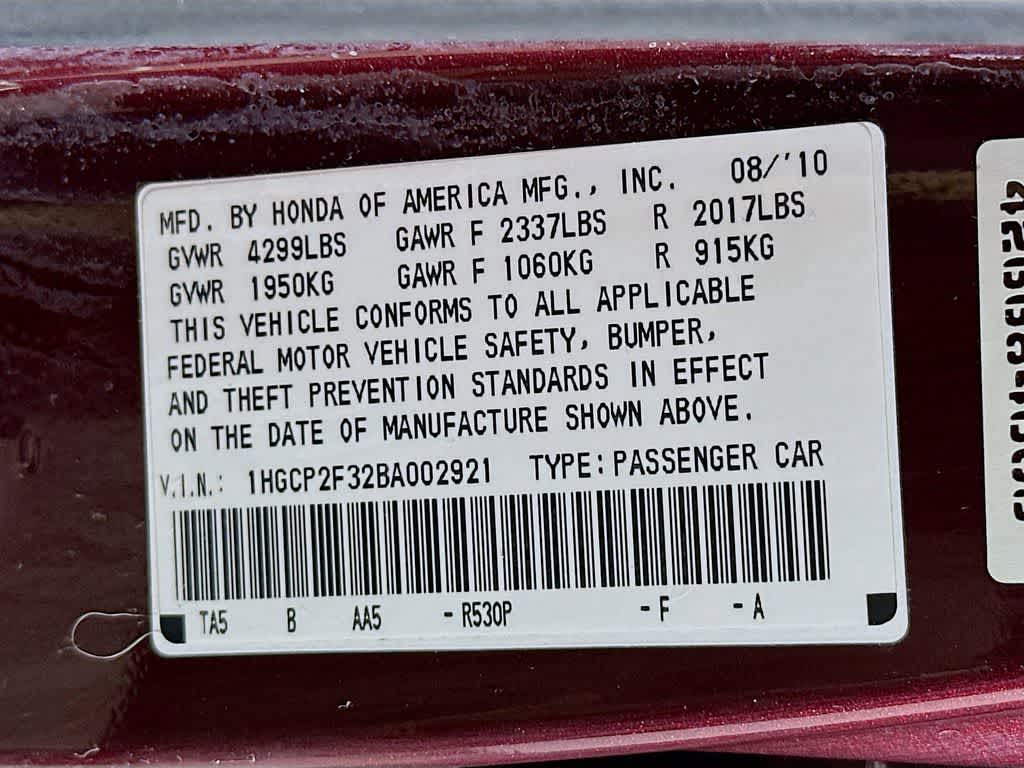 MFD. BY HONDA OF AMERICA MFG., INC. 08/'10
GVWR 4299LBS GAWR F 2337LBS R 2017LBS
GVWR 1950KG GAWR F 1060KG R 915KG
THIS VEHICLE CONFORMS TO ALL APPLICABLE
FEDERAL MOTOR VEHICLE SAFETY, BUMPER,
AND THEFT PREVENTION STANDARDS IN EFFECT
ON THE DATE OF MANUFACTURE SHOWN ABOVE.
V.I.N.: 1HGCP2F32BA002921 TYPE: PASSENGER CAR
TA5 B AA5 -R530P -F -A